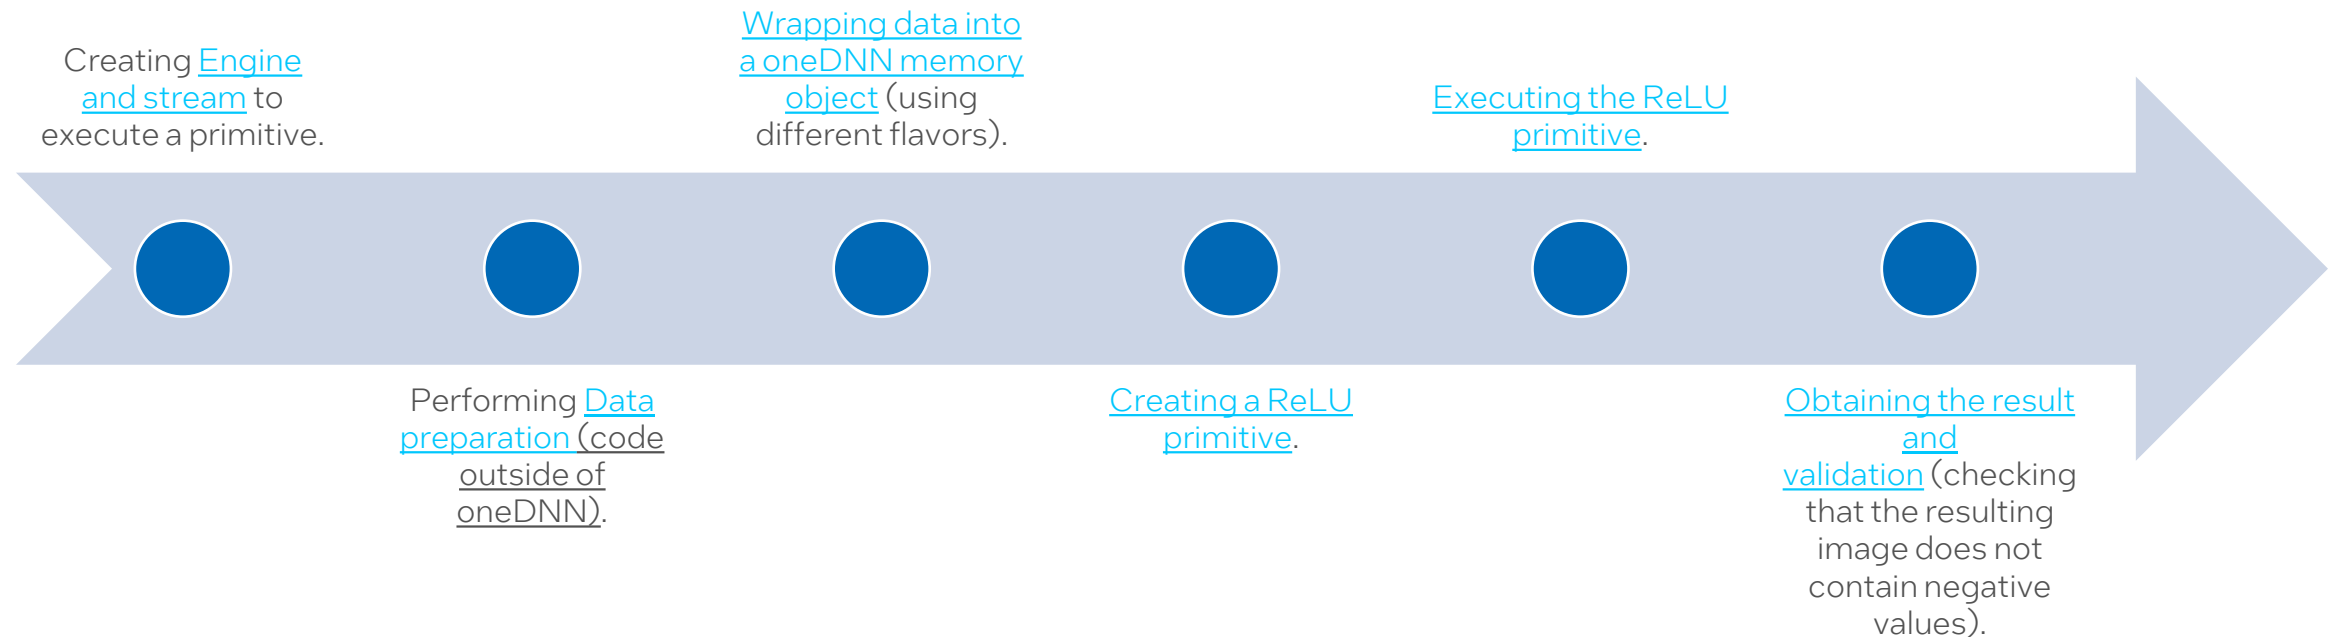 Creating Engine
and stream to
execute a primitive.
Performing Data
preparation (code
outside of
oneDNN).
Wrapping data into
a oneDNN memory
object (using
different flavors).
Creating a ReLU
primitive.
Executing the ReLU
primitive.
Obtaining the result
and
validation (checking
that the resulting
image does not
contain negative
values).